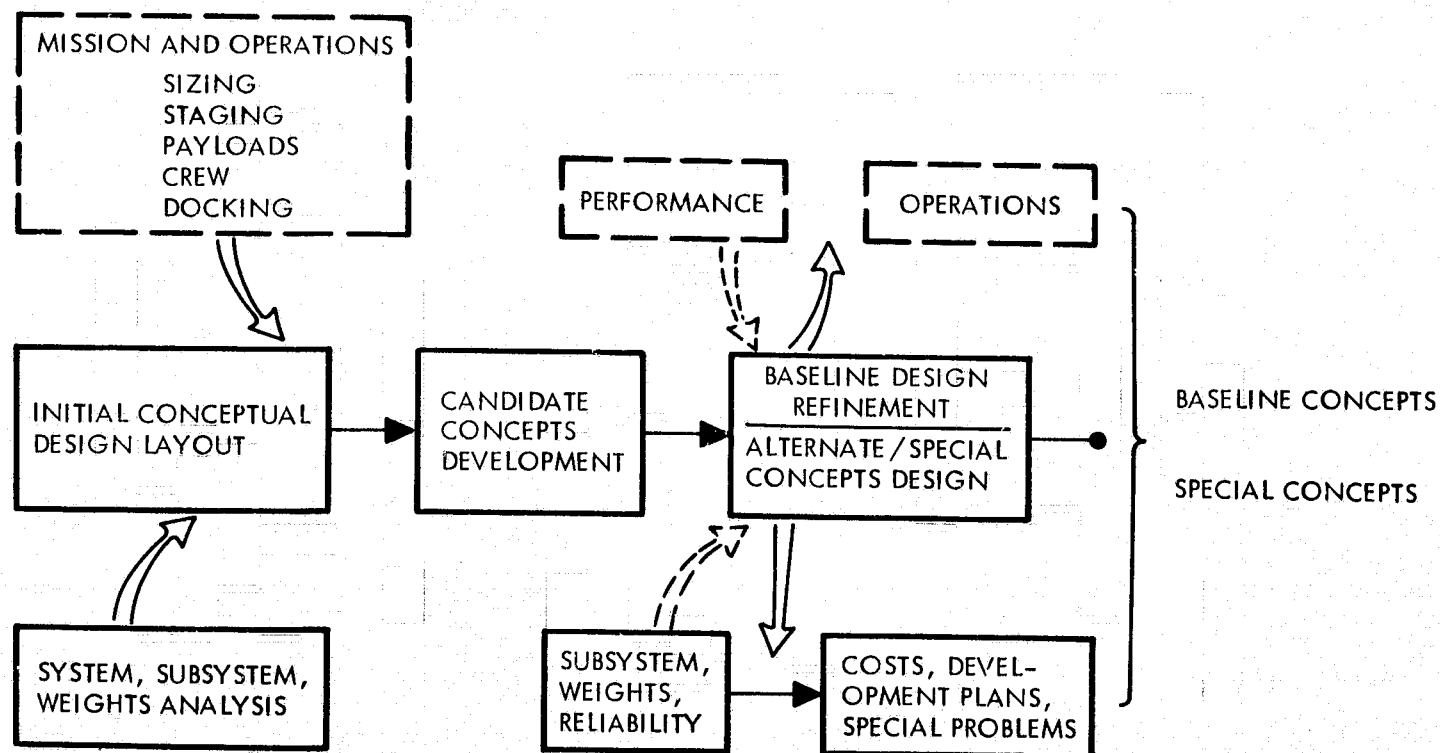 MISSION AND OPERATIONS
SIZING
STAGING
PAYLOADS
CREW
DOCKING
PERFORMANCE
OPERATIONS
INITIAL CONCEPTUAL
DESIGN LAYOUT
CANDIDATE
CONCEPTS
DEVELOPMENT
BASELINE DESIGN
REFINEMENT
ALTERNATE/SPECIAL
CONCEPTS DESIGN
BASELINE CONCEPTS
SPECIAL CONCEPTS
SYSTEM, SUBSYSTEM,
WEIGHTS ANALYSIS
SUBSYSTEM,
WEIGHTS,
RELIABILITY
COSTS, DEVEL-
OPMENT PLANS,
SPECIAL PROBLEMS